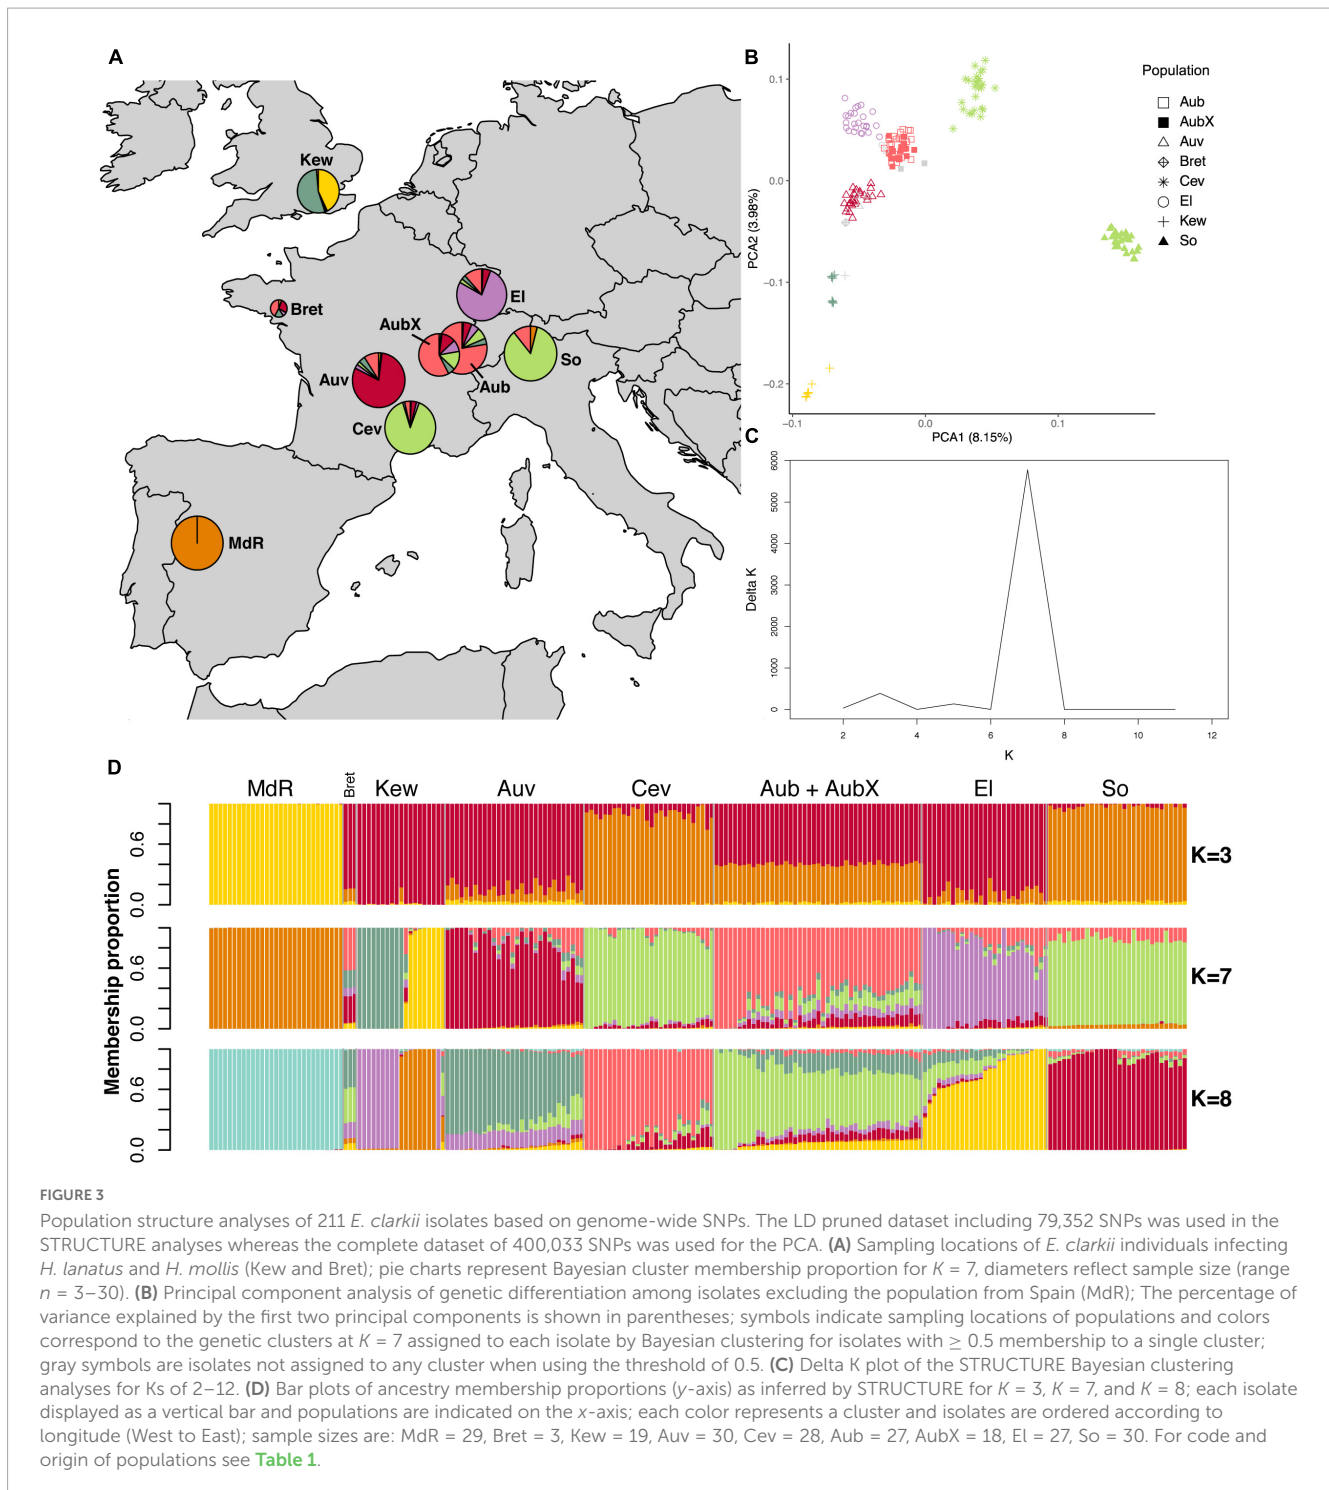 A
Kew
Bret
El
AubX
So
Aub
Auv
Cev
MdR
B
Population
Aub
AubX
Auv
Bret
Cev
El
Kew
So
PCA2 (3.98%)
0.1
0.0
−0.1
−0.2
−0.1
0.0
0.1
PCA1 (8.15%)
C
Delta K
6000
5000
4000
3000
2000
1000
0
2
4
6
8
10
12
K
D
MdR
Bret
Kew
Auv
Cev
Aub + AubX
El
So
Membership proportion
0.6
0.0
K=3
0.6
0.0
K=7
0.6
0.0
K=8
FIGURE 3
Population structure analyses of 211 E. clarkii isolates based on genome-wide SNPs. The LD pruned dataset including 79,352 SNPs was used in the
STRUCTURE analyses whereas the complete dataset of 400,033 SNPs was used for the PCA. (A) Sampling locations of E. clarkii individuals infecting
H. lanatus and H. mollis (Kew and Bret); pie charts represent Bayesian cluster membership proportion for K = 7, diameters reflect sample size (range
n = 3–30). (B) Principal component analysis of genetic differentiation among isolates excluding the population from Spain (MdR); The percentage of
variance explained by the first two principal components is shown in parentheses; symbols indicate sampling locations of populations and colors
correspond to the genetic clusters at K = 7 assigned to each isolate by Bayesian clustering for isolates with ≥ 0.5 membership to a single cluster;
gray symbols are isolates not assigned to any cluster when using the threshold of 0.5. (C) Delta K plot of the STRUCTURE Bayesian clustering
analyses for Ks of 2–12. (D) Bar plots of ancestry membership proportions (y-axis) as inferred by STRUCTURE for K = 3, K = 7, and K = 8; each isolate
displayed as a vertical bar and populations are indicated on the x-axis; each color represents a cluster and isolates are ordered according to
longitude (West to East); sample sizes are: MdR = 29, Bret = 3, Kew = 19, Auv = 30, Cev = 28, Aub = 27, AubX = 18, El = 27, So = 30. For code and
origin of populations see Table 1.